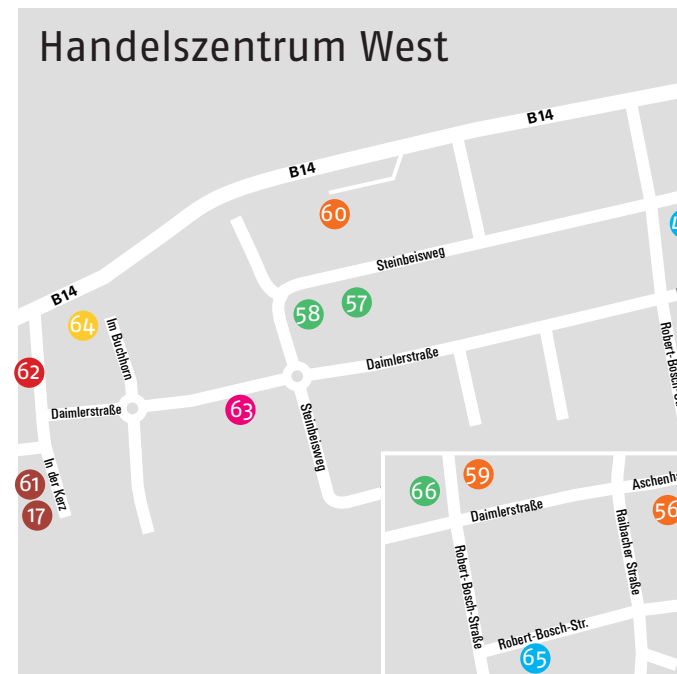 Handelszentrum West
B14
B14
60
Steinbeisweg
B14
58
57
64
Im Buchhorn
Daimlerstraße
62
Daimlerstraße
63
Steinbeisweg
In der Kerz
61
17
59
66
Daimlerstraße
56
Raibacher Straße
Robert-Bosch-Straße
Robert-Bosch-Str.
65